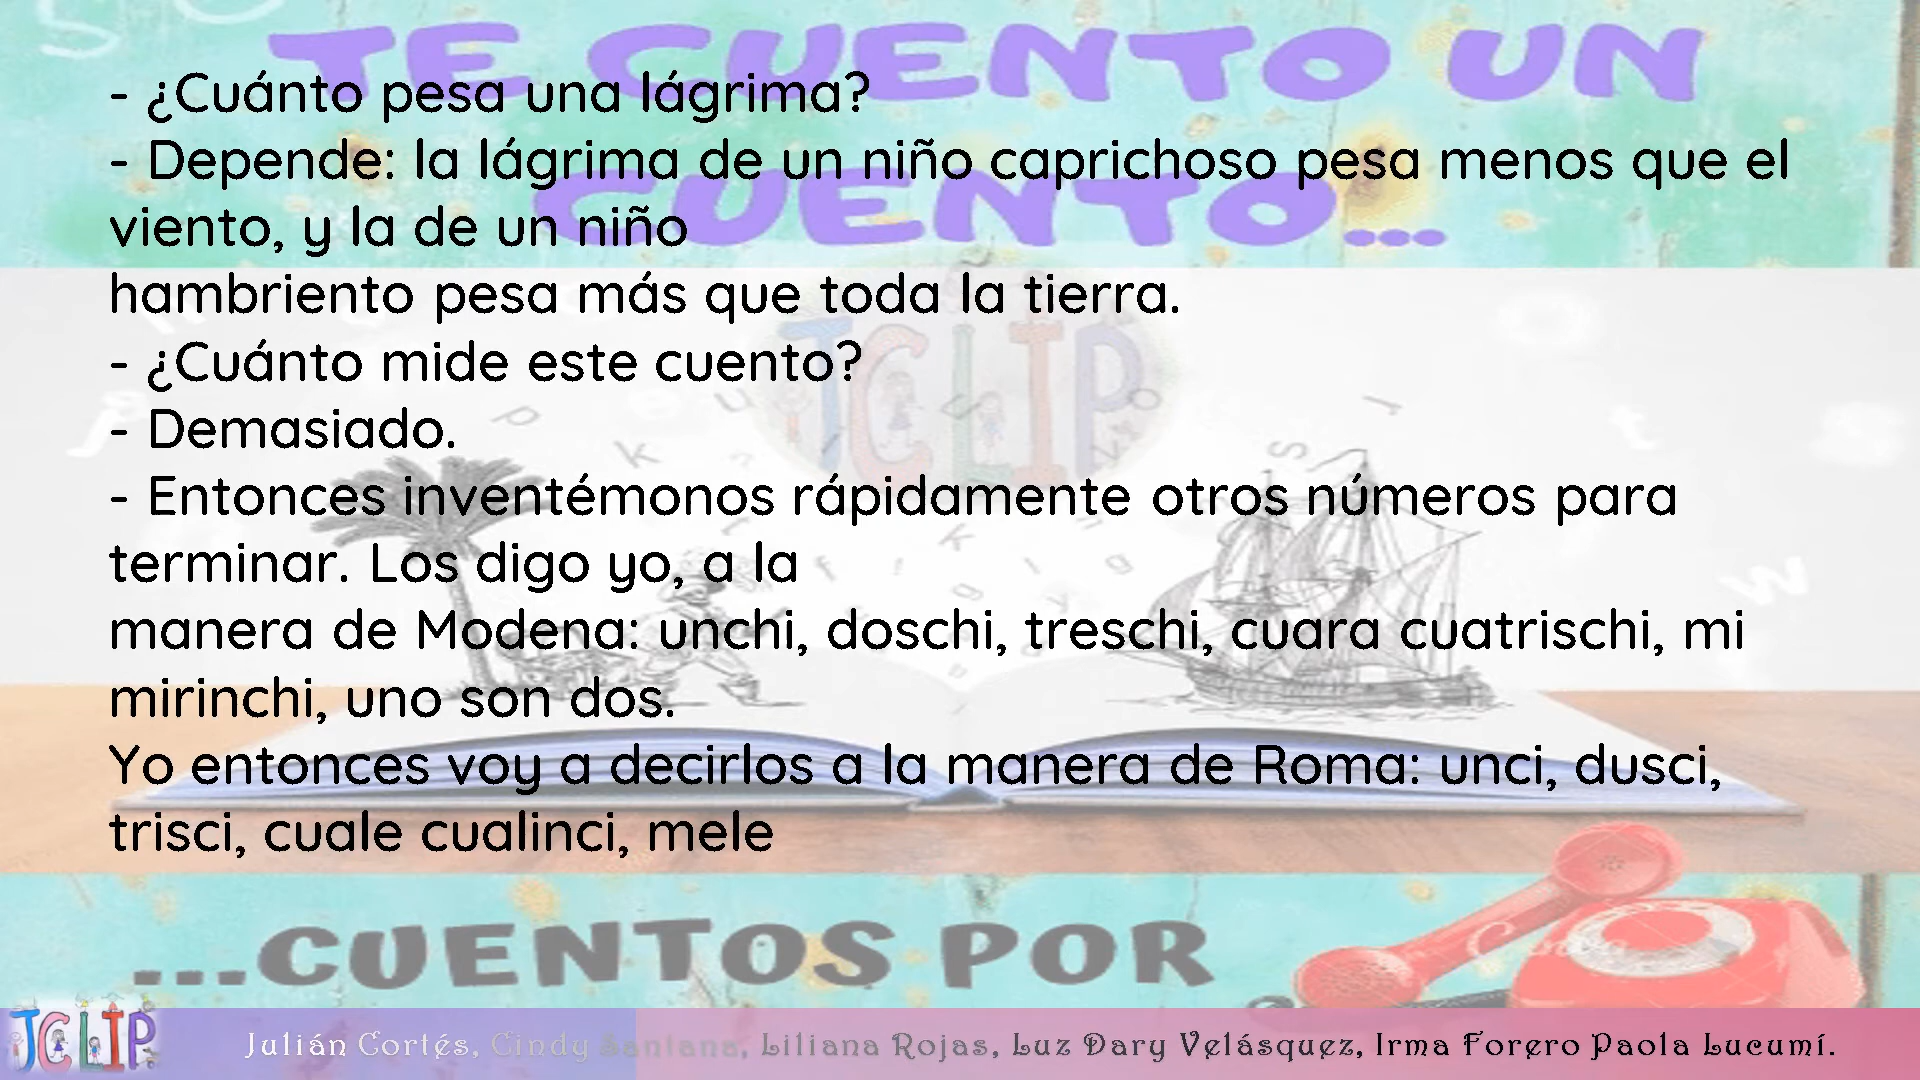 TE CUENTO UN
CUENTO...
- ¿Cuánto pesa una lágrima?
- Depende: la lágrima de un niño caprichoso pesa menos que el
viento, y la de un niño
hambriento pesa más que toda la tierra.
- ¿Cuánto mide este cuento?
- Demasiado.
- Entonces inventémonos rápidamente otros números para
terminar. Los digo yo, a la
manera de Modena: unchi, doschi, treschi, cuara cuatrischi, mi
mirinchi, uno son dos.
Yo entonces voy a decirlos a la manera de Roma: unci, dusci,
trisci, cuale cualinci, mele
JCLIP
...CUENTOS POR
JCLIP
Julián Cortés, Cindy Santana, Liliana Rojas, Luz Dary Velásquez, Irma Forero Paola Lucumí.